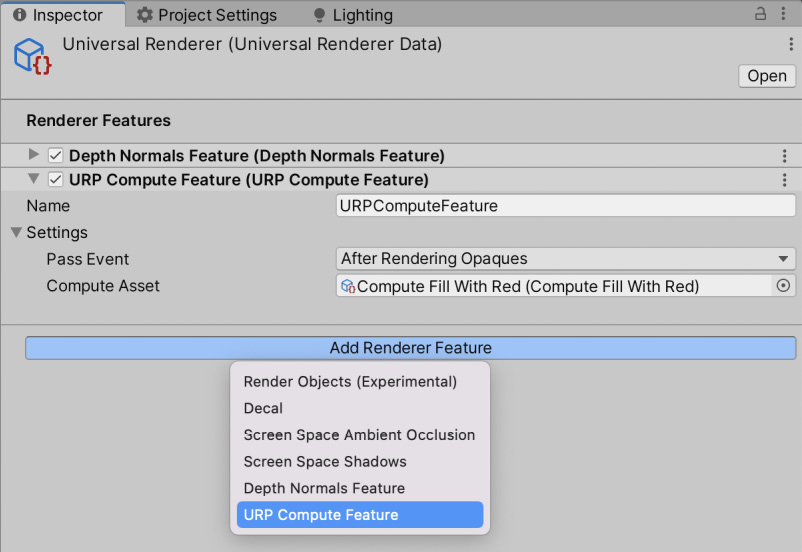 Inspector
Project Settings
Lighting
Universal Renderer (Universal Renderer Data)
Open
Renderer Features
Depth Normals Feature (Depth Normals Feature)
URP Compute Feature (URP Compute Feature)
Name URPComputeFeature
Settings
Pass Event After Rendering Opaques
Compute Asset Compute Fill With Red (Compute Fill With Red)
Add Renderer Feature
Render Objects (Experimental)
Decal
Screen Space Ambient Occlusion
Screen Space Shadows
Depth Normals Feature
URP Compute Feature